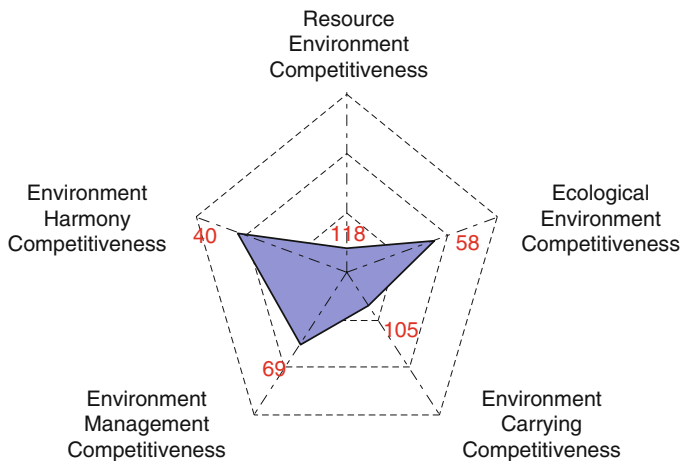 Resource
Environment
Competitiveness
118
Ecological
Environment
Competitiveness
58
105
Environment
Carrying
Competitiveness
69
Environment
Management
Competitiveness
40
Environment
Harmony
Competitiveness